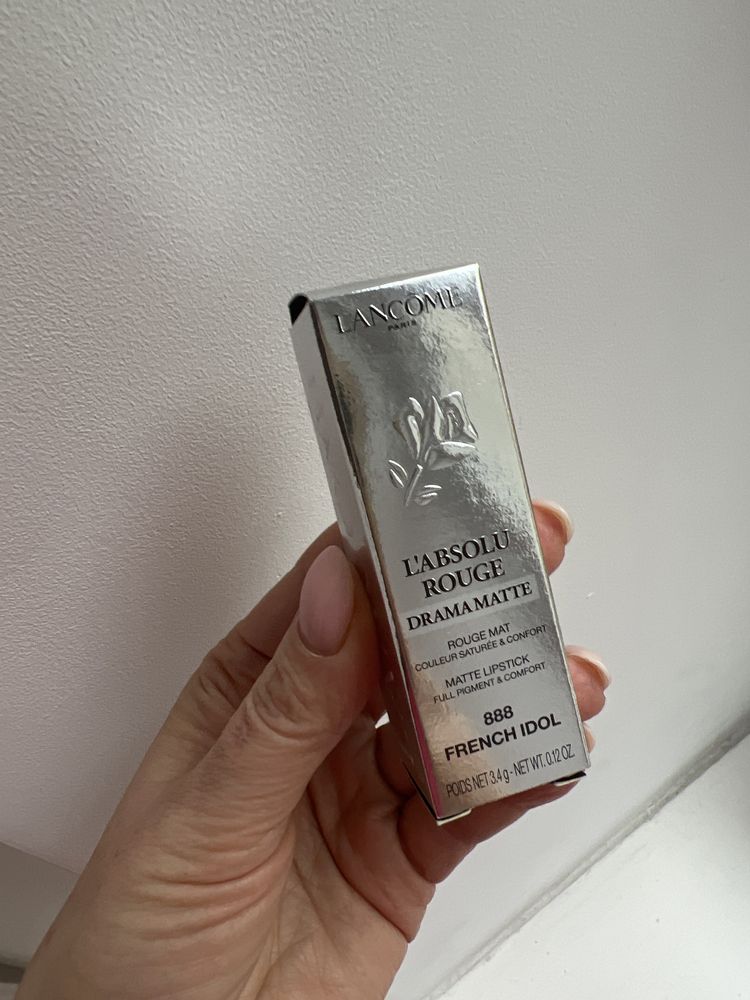 LANCÔME
PARIS
L'ABSOLU
ROUGE
DRAMA MATTE
ROUGE MAT
COULEUR SATURÉE & CONFORT
MATTE LIPSTICK
FULL PIGMENT & COMFORT
888
FRENCH IDOL
POIDS NET 3.4 g - NET WT. 0.12 OZ.